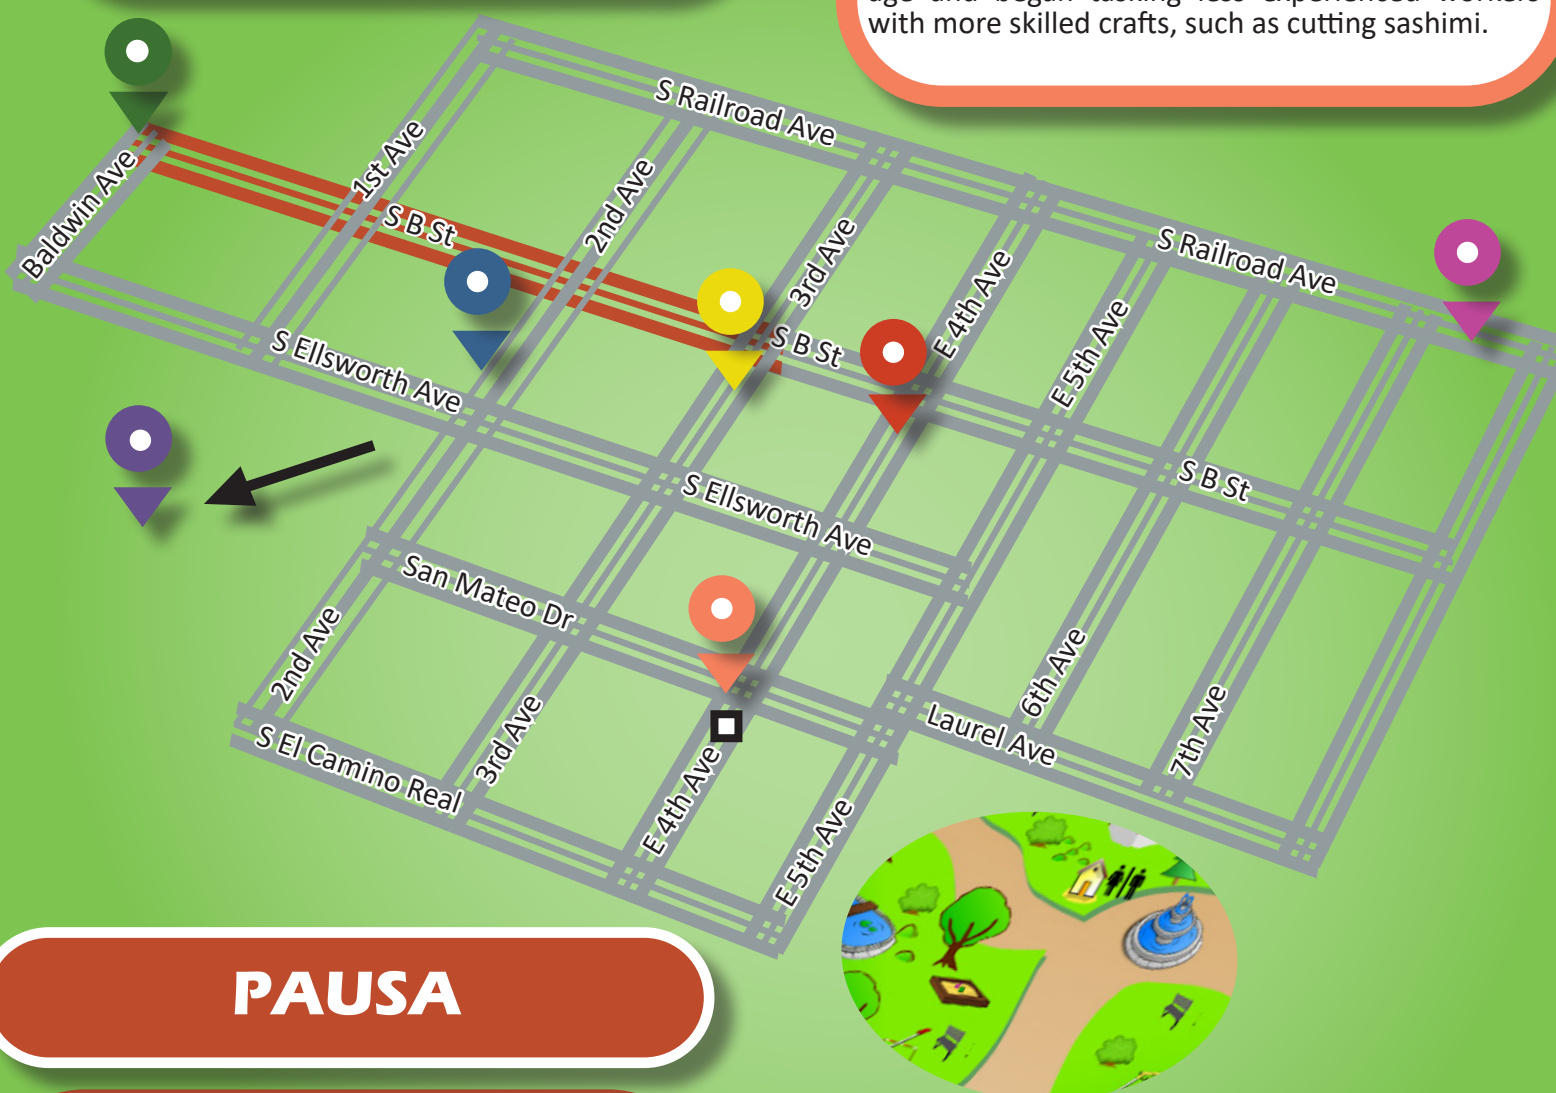 with more skilled crafts, such as cutting sashimi.
S Railroad Ave
1st Ave
Baldwin Ave
S B St
2nd Ave
3rd Ave
S Railroad Ave
E 4th Ave
E 5th Ave
S B St
S Ellsworth Ave
S B St
S Ellsworth Ave
San Mateo Dr
2nd Ave
6th Ave
Laurel Ave
7th Ave
3rd Ave
S El Camino Real
E 4th Ave
E 5th Ave
PAUSA